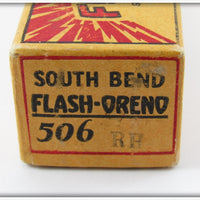 F
SOUTH BEND
FLASH-ORENO
506 RH